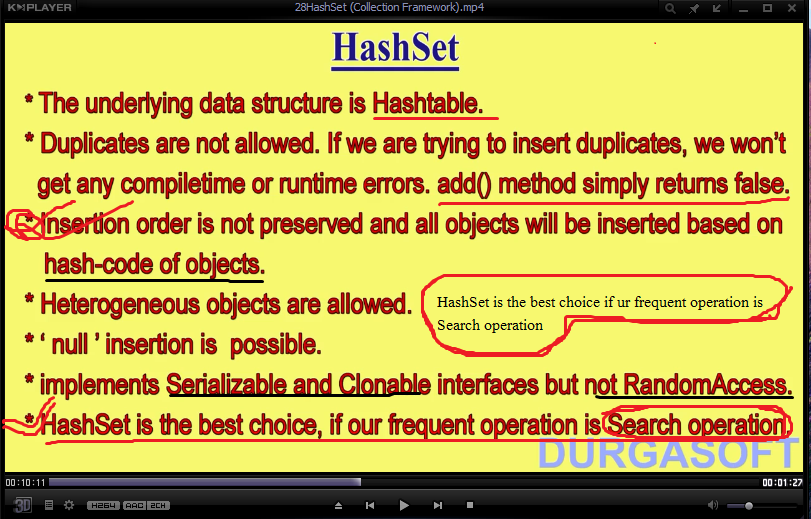 KMPLAYER
28HashSet (Collection Framework).mp4
HashSet
* The underlying data structure is Hashtable.
* Duplicates are not allowed. If we are trying to insert duplicates, we won't
get any compiletime or runtime errors. add() method simply returns false.
* Insertion order is not preserved and all objects will be inserted based on
hash-code of objects.
* Heterogeneous objects are allowed.
HashSet is the best choice if ur frequent operation is
Search operation
* ‘ null ’ insertion is possible.
* implements Serializable and Clonable interfaces but not RandomAccess.
* HashSet is the best choice, if our frequent operation is Search operation.
DURGASOFT
00:10:11
00:01:27
3D
H264 AAC 2CH